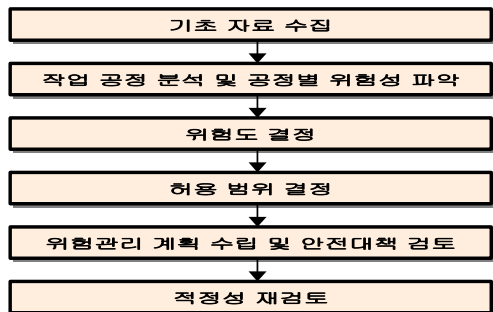 기초 자료 수집
작업 공정 분석 및 공정별 위험성 파악
위험도 결정
허용 범위 결정
위험관리 계획 수립 및 안전대책 검토
적정성 재검토